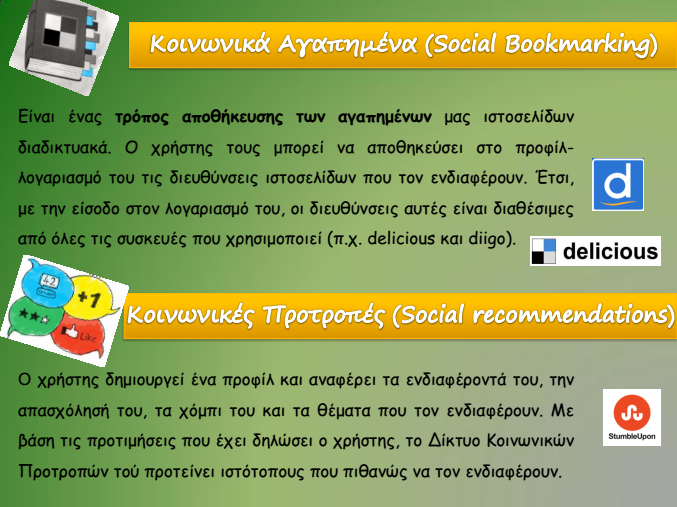 Κοινωνικά Αγαπημένα (Social Bookmarking)
Είναι ένας τρόπος αποθήκευσης των αγαπημένων μας ιστοσελίδων
διαδικτυακά. Ο χρήστης τους μπορεί να αποθηκεύσει στο προφίλ-
λογαριασμό του τις διευθύνσεις ιστοσελίδων που τον ενδιαφέρουν. Έτσι,
με την είσοδο στον λογαριασμό του, οι διευθύνσεις αυτές είναι διαθέσιμες
από όλες τις συσκευές που χρησιμοποιεί (π.χ. delicious και diigo).
d
delicious
42
+1
Like
Κοινωνικές Προτροπές (Social recommendations)
Ο χρήστης δημιουργεί ένα προφίλ και αναφέρει τα ενδιαφέροντά του, την
απασχόλησή του, τα χόμπι του και τα θέματα που τον ενδιαφέρουν. Με
βάση τις προτιμήσεις που έχει δηλώσει ο χρήστης, το Δίκτυο Κοινωνικών
Προτροπών τού προτείνει ιστότοπους που πιθανώς να τον ενδιαφέρουν.
StumbleUpon